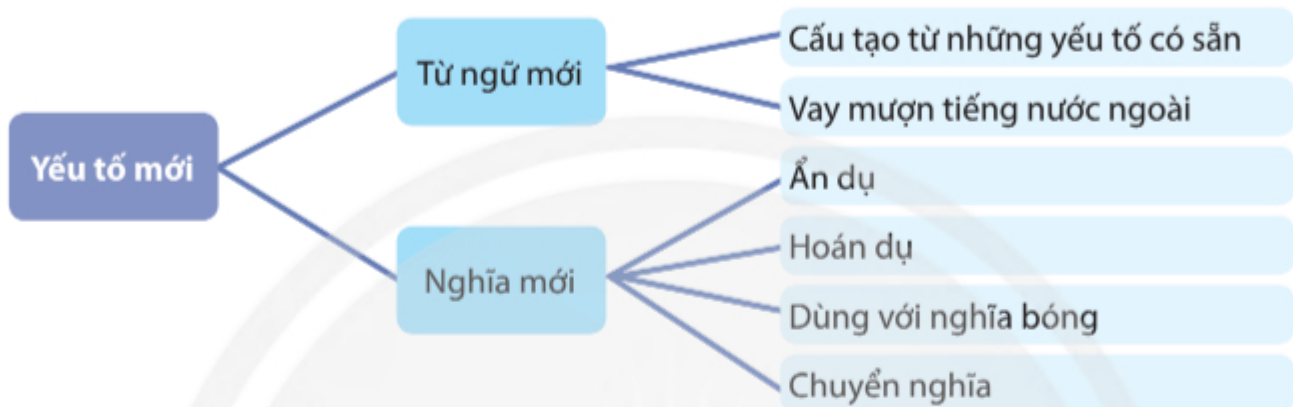 Yếu tố mới
Từ ngữ mới
Cấu tạo từ những yếu tố có sẵn
Vay mượn tiếng nước ngoài
Nghĩa mới
Ẩn dụ
Hoán dụ
Dùng với nghĩa bóng
Chuyển nghĩa